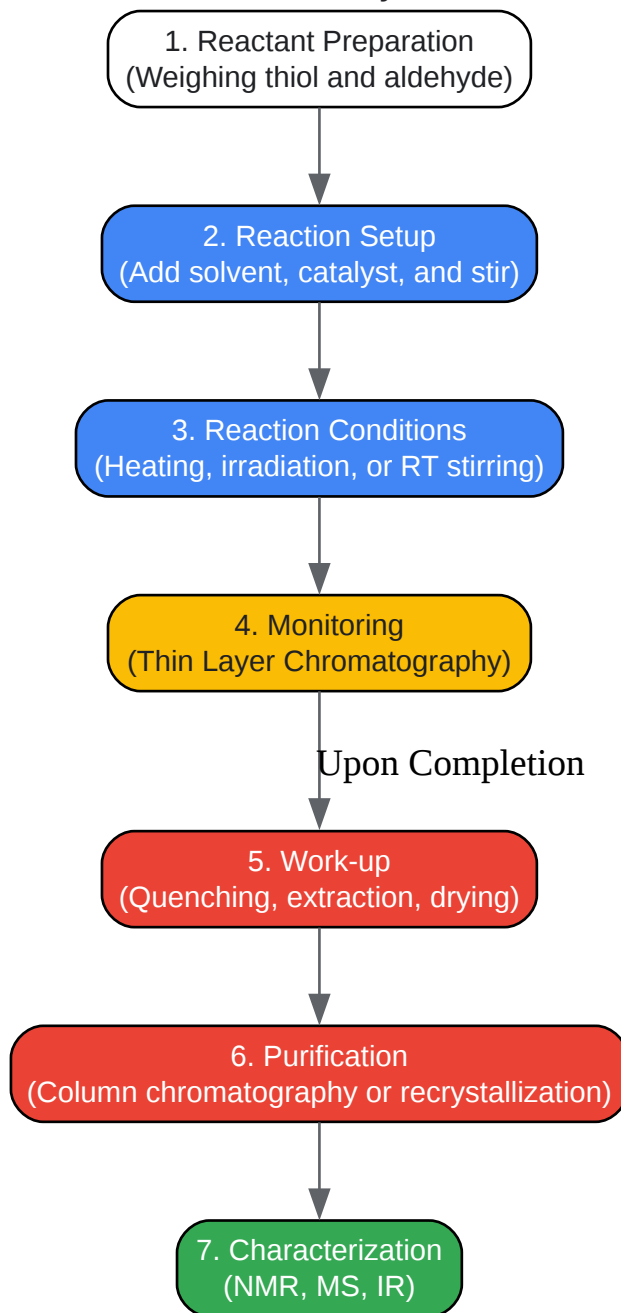 1. Reactant Preparation
(Weighing thiol and aldehyde)
2. Reaction Setup
(Add solvent, catalyst, and stir)
3. Reaction Conditions
(Heating, irradiation, or RT stirring)
4. Monitoring
(Thin Layer Chromatography)
Upon Completion
5. Work-up
(Quenching, extraction, drying)
6. Purification
(Column chromatography or recrystallization)
7. Characterization
(NMR, MS, IR)